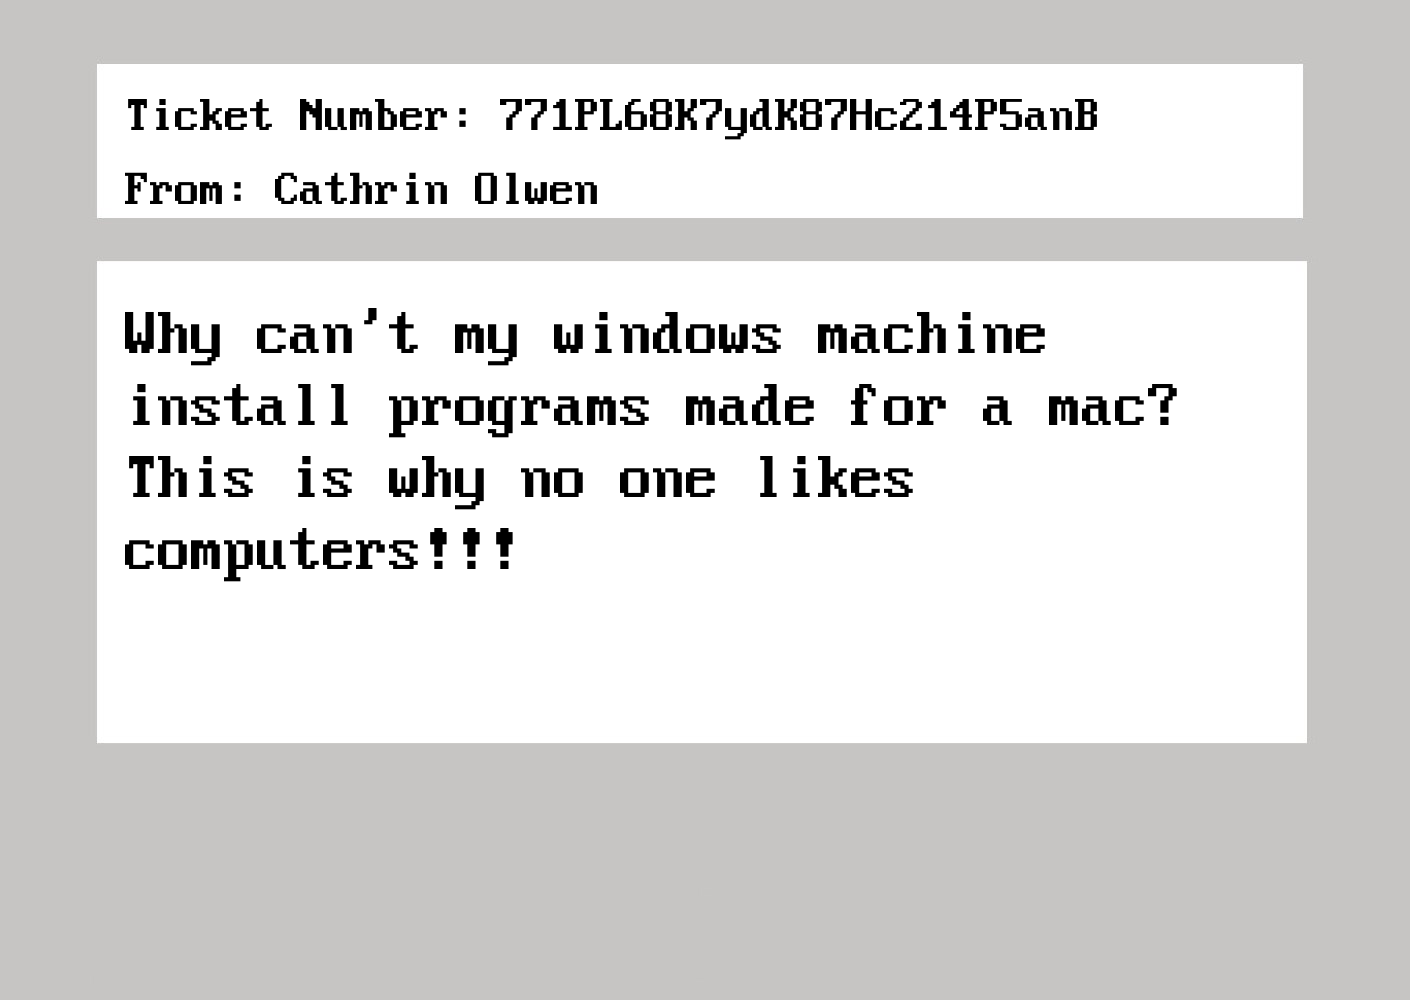 Ticket Number: 771PL68K7ydK87Hc214P5anB
From: Cathrin Olwen
Why can't my windows machine
install programs made for a mac?
This is why no one likes
computers!!!